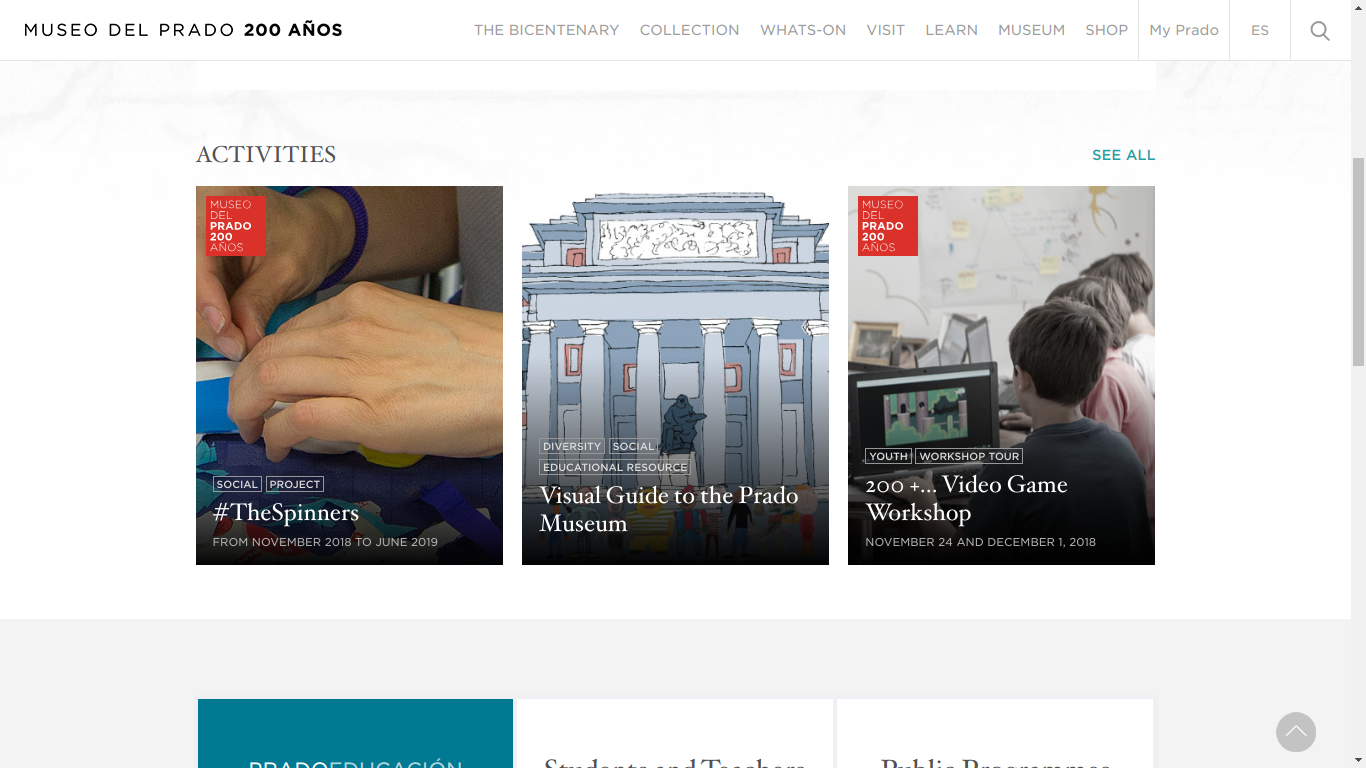 MUSEO DEL PRADO 200 AÑOS
THE BICENTENARY
COLLECTION
WHATS-ON
VISIT
LEARN
MUSEUM
SHOP
My Prado
ES
ACTIVITIES
SEE ALL
MUSEO
DEL
PRADO
200
AÑOS
SOCIAL
PROJECT
#TheSpinners
FROM NOVEMBER 2018 TO JUNE 2019
DIVERSITY
SOCIAL
EDUCATIONAL RESOURCE
Visual Guide to the Prado
Museum
MUSEO
DEL
PRADO
200
AÑOS
YOUTH
WORKSHOP TOUR
200 +... Video Game
Workshop
NOVEMBER 24 AND DECEMBER 1, 2018
PRADOEDUCACIÓN
Students and Teachers
Public Programmes